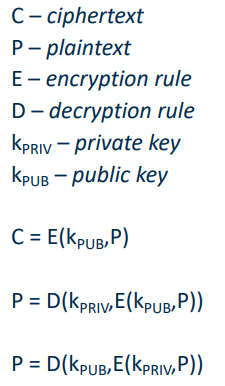 C – ciphertext
P – plaintext
E – encryption rule
D – decryption rule
kPRIV – private key
kPUB – public key
C = E(kPUB,P)
P = D(kPRIV,E(kPUB,P))
P = D(kPUB,E(kPRIV,P))